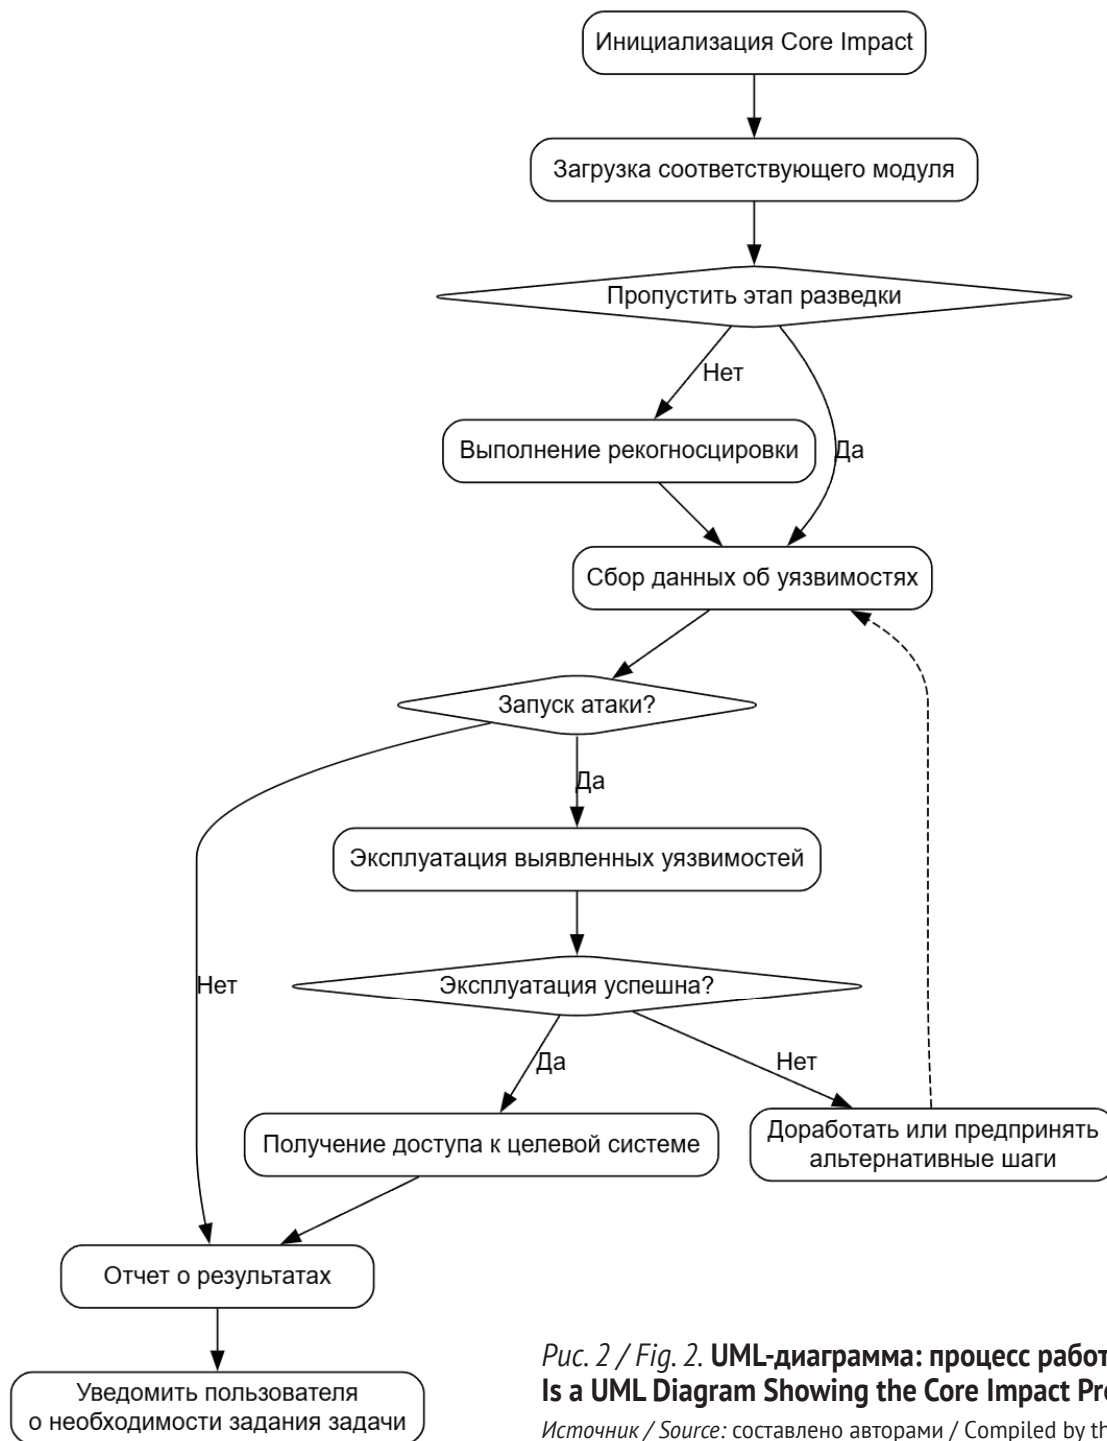 Инициализация Core Impact
Загрузка соответствующего модуля
Пропустить этап разведки
Нет
Выполнение рекогносцировки
Да
Сбор данных об уязвимостях
Запуск атаки?
Да
Эксплуатация выявленных уязвимостей
Нет
Эксплуатация успешна?
Да
Нет
Получение доступа к целевой системе
Доработать или предпринять
альтернативные шаги
Отчет о результатах
Уведомить пользователя
о необходимости задания задачи
Рис. 2 / Fig. 2. UML-диаграмма: процесс работ
Is a UML Diagram Showing the Core Impact Pr
Источник / Source: составлено авторами / Compiled by th